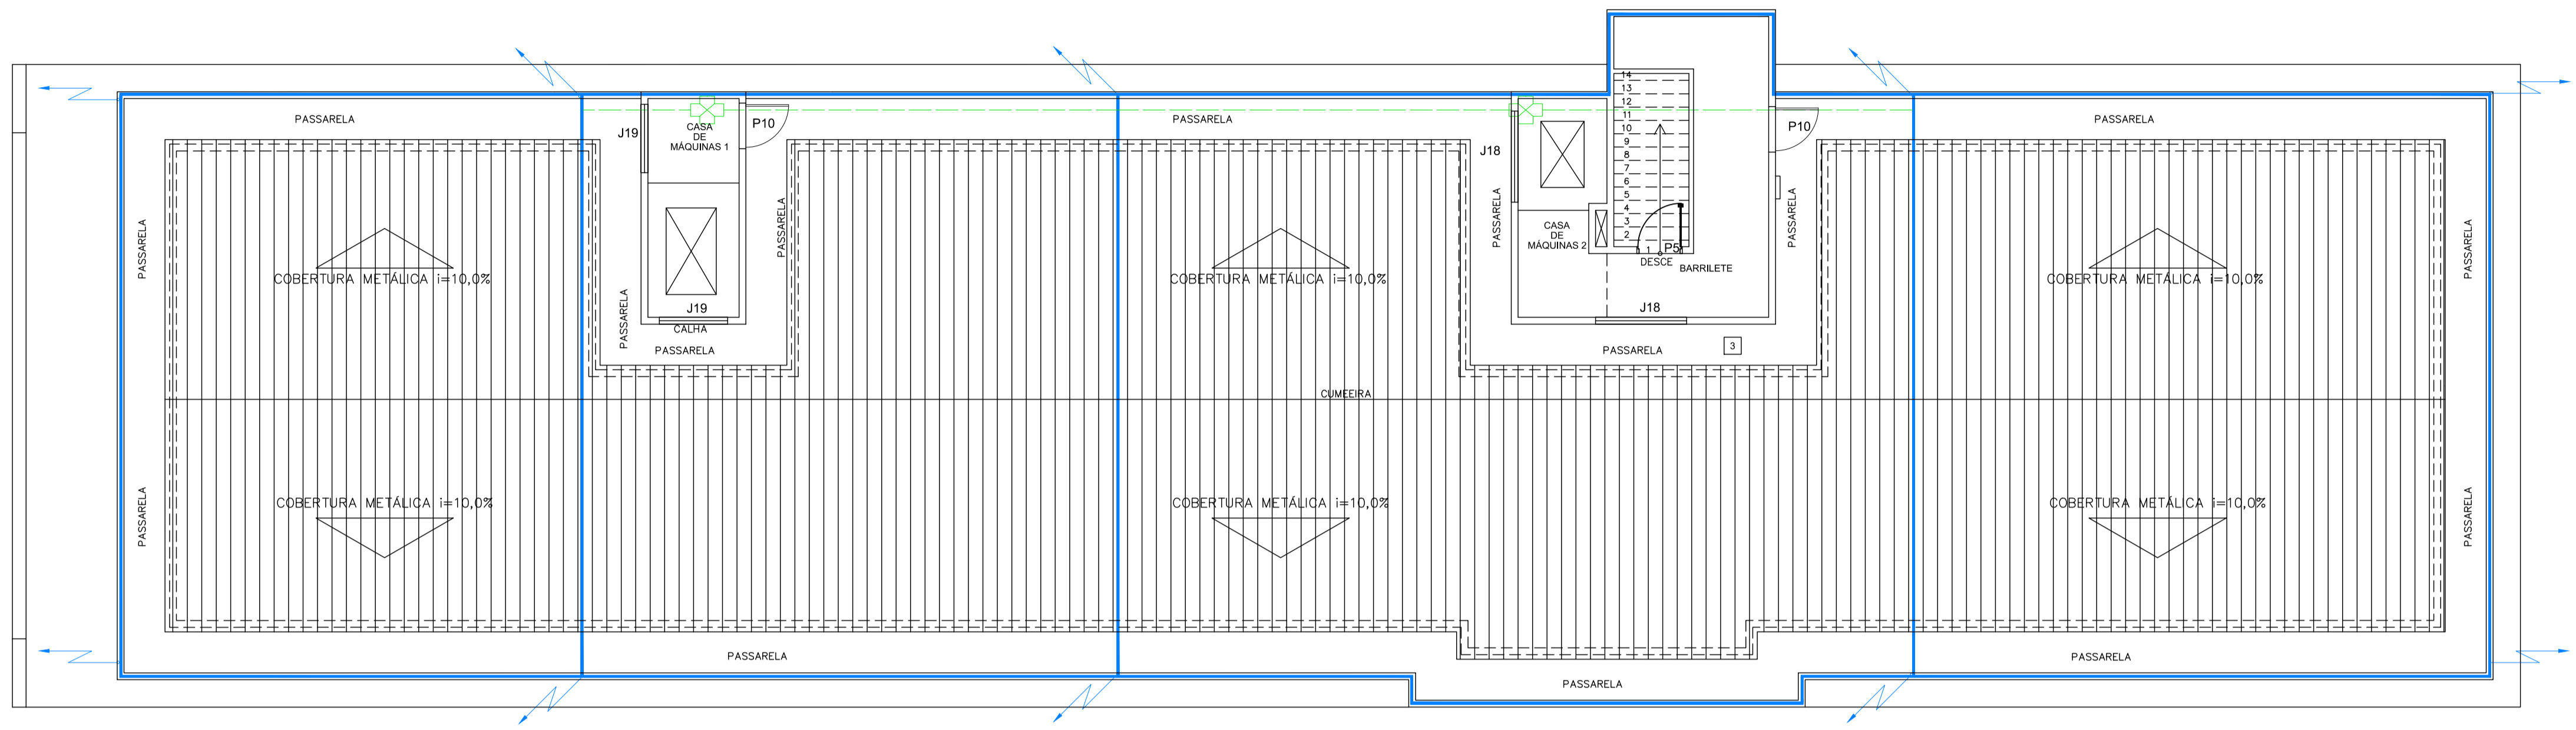 PASSARELA
PASSARELA
PASSARELA
J19
CASA
DE
MÁQUINAS 1
P10
J18
P10
14
13
12
11
10
9
8
7
6
5
4
3
2
1
P5
DESCE
BARRILETE
CASA
DE
MÁQUINAS 2
PASSARELA
PASSARELA
PASSARELA
PASSARELA
PASSARELA
COBERTURA METÁLICA i=10,0%
COBERTURA METÁLICA i=10,0%
COBERTURA METÁLICA i=10,0%
PASSARELA
J19
CALHA
PASSARELA
J18
PASSARELA
3
CUMEEIRA
PASSARELA
COBERTURA METÁLICA i=10,0%
COBERTURA METÁLICA i=10,0%
COBERTURA METÁLICA i=10,0%
PASSARELA
PASSARELA
PASSARELA
PASSARELA